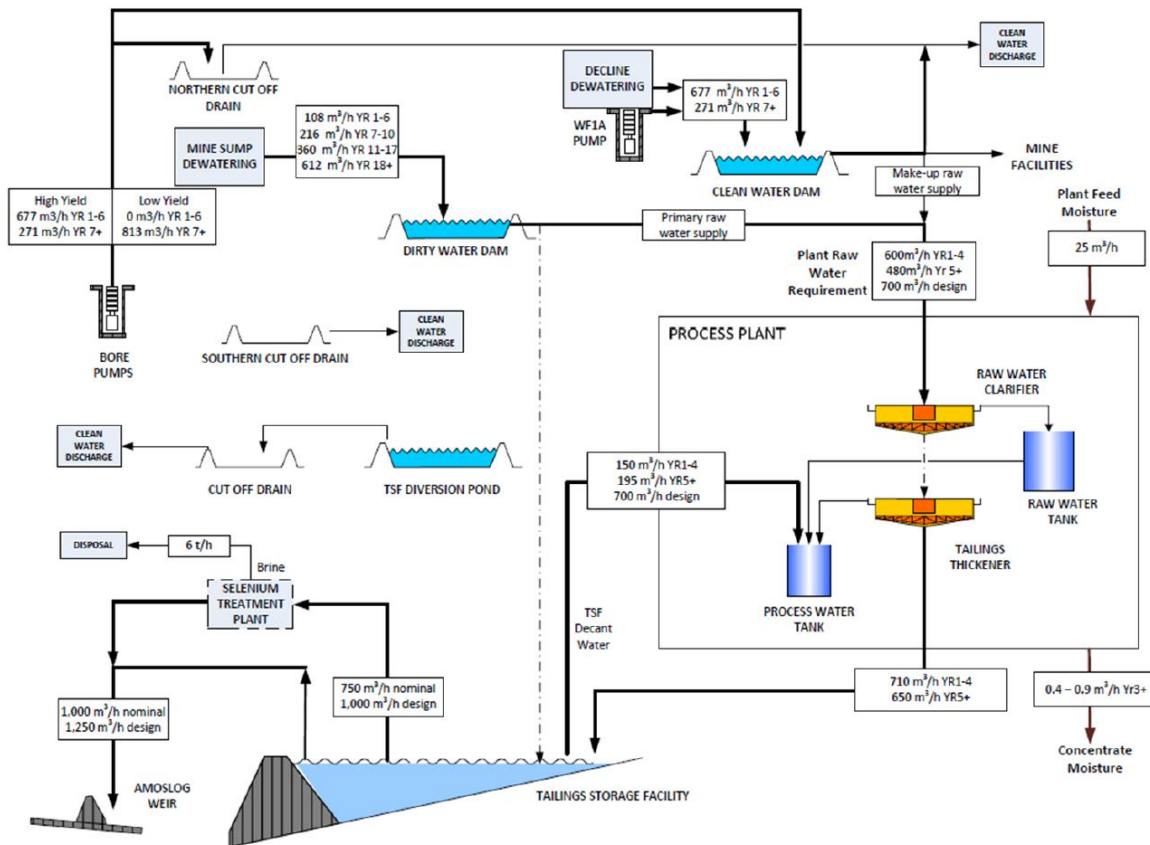 CLEAN
WATER
DISCHARGE
NORTHERN CUT OFF
DRAIN
DECLINE
DEWATERING
WF1A
PUMP
677 m³/h YR 1-6
271 m³/h YR 7+
108 m³/h YR 1-6
216 m³/h YR 7-10
360 m³/h YR 11-17
612 m³/h YR 18+
MINE SUMP
DEWATERING
CLEAN WATER DAM
MINE
FACILITIES
Make-up raw
water supply
High Yield
677 m3/h YR 1-6
271 m3/h YR 7+
Low Yield
0 m3/h YR 1-6
813 m3/h YR 7+
DIRTY WATER DAM
Primary raw
water supply
Plant Feed
Moisture
25 m³/h
Plant Raw
Water
Requirement
600m³/h YR1-4
480m³/h Yr 5+
700 m³/h design
BORE
PUMPS
SOUTHERN CUT OFF DRAIN
CLEAN
WATER
DISCHARGE
PROCESS PLANT
RAW WATER
CLARIFIER
RAW WATER
TANK
CLEAN
WATER
DISCHARGE
CUT OFF DRAIN
TSF DIVERSION POND
150 m³/h YR1-4
195 m³/h YR5+
700 m³/h design
TAILINGS
THICKENER
PROCESS WATER
TANK
DISPOSAL
6 t/h
Brine
SELENIUM
TREATMENT
PLANT
TSF
Decant
Water
750 m³/h nominal
1,000 m³/h design
1,000 m³/h nominal
1,250 m³/h design
710 m³/h YR1-4
650 m³/h YR5+
0.4 – 0.9 m³/h Yr3+
Concentrate
Moisture
AMOSLOG
WEIR
TAILINGS STORAGE FACILITY